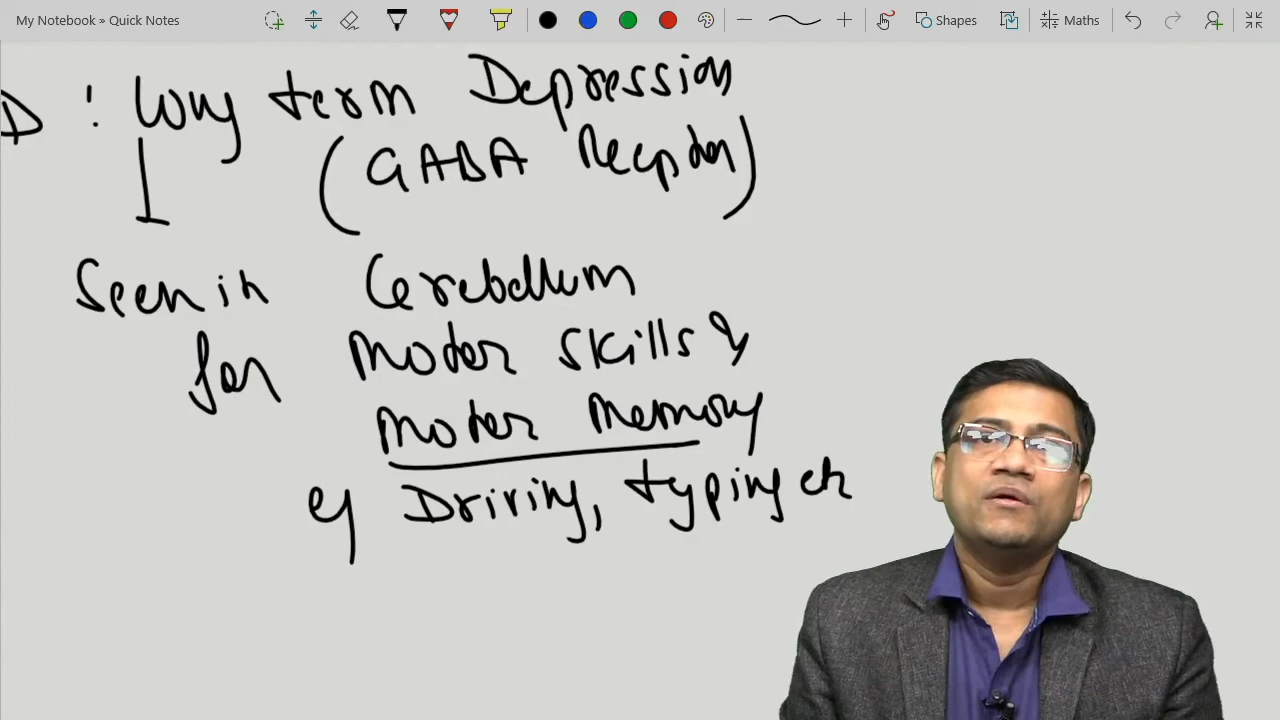 My Notebook » Quick Notes
Shapes
Maths
D : Long term Depression
(GABA Receptor)
Seen in Cerebellum
for Motor skills &
Motor Memory
eg Driving, typing etc